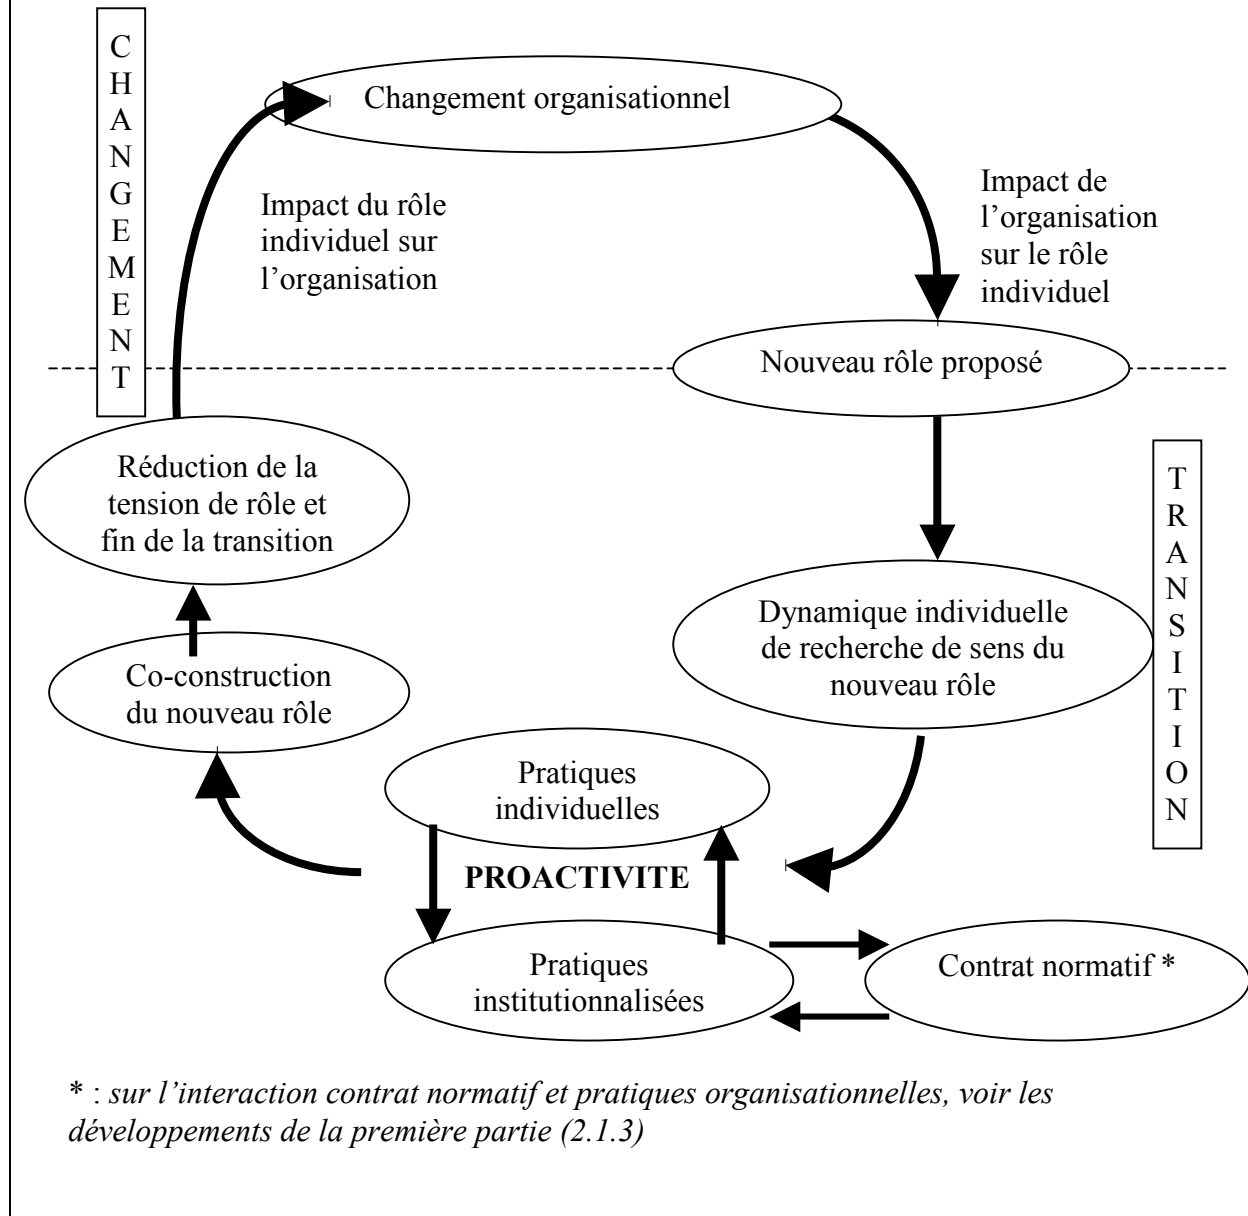 C
H
A
N
G
E
M
E
N
T
Changement organisationnel
Impact du rôle
individuel sur
l’organisation
Impact de
l’organisation
sur le rôle
individuel
Nouveau rôle proposé
Réduction de la
tension de rôle et
fin de la transition
T
R
A
N
S
I
T
I
O
N
Dynamique individuelle
de recherche de sens du
nouveau rôle
Co-construction
du nouveau rôle
Pratiques
individuelles
PROACTIVITE
Pratiques
institutionnalisées
Contrat normatif *
* : sur l’interaction contrat normatif et pratiques organisationnelles, voir les
développements de la première partie (2.1.3)